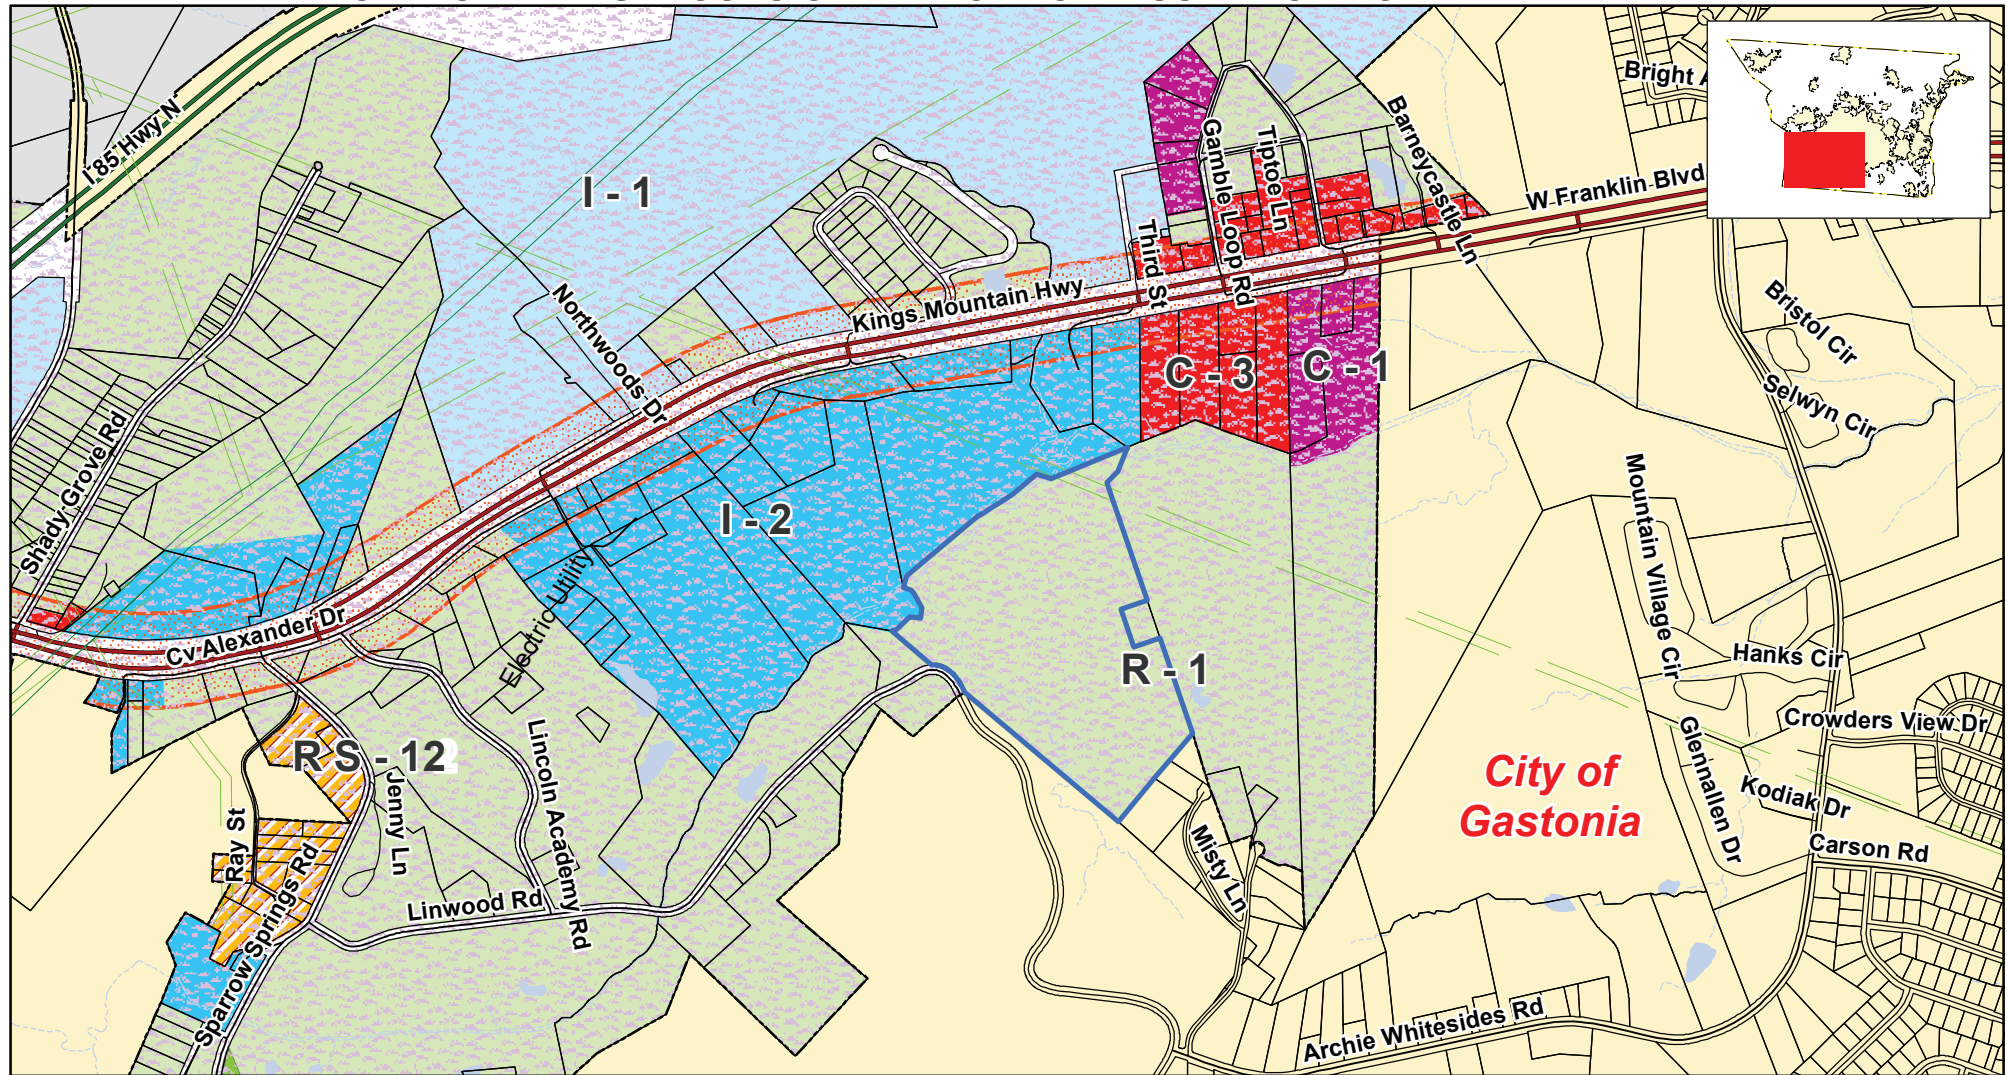 I 85 Hwy N
I - 1
Bright
Barneycastle Ln
Gamble Loop Rd
Tiptoe Ln
W Franklin Blvd
Third St
Kings Mountain Hwy
Northwoods Dr
Bristol Cir
Selwyn Cir
C - 3
C - 1
Shady Grove Rd
I - 2
Electric Utility
Mountain Village Cir
Cv Alexander Dr
Hanks Cir
R - 1
Crowders View Dr
R S - 12
Glennallen Dr
City of
Gastonia
Kodiak Dr
Jenny Ln
Lincoln Academy Rd
Ray St
Carson Rd
Misty Ln
Linwood Rd
Sparrow Springs Rd
Archie Whitesides Rd